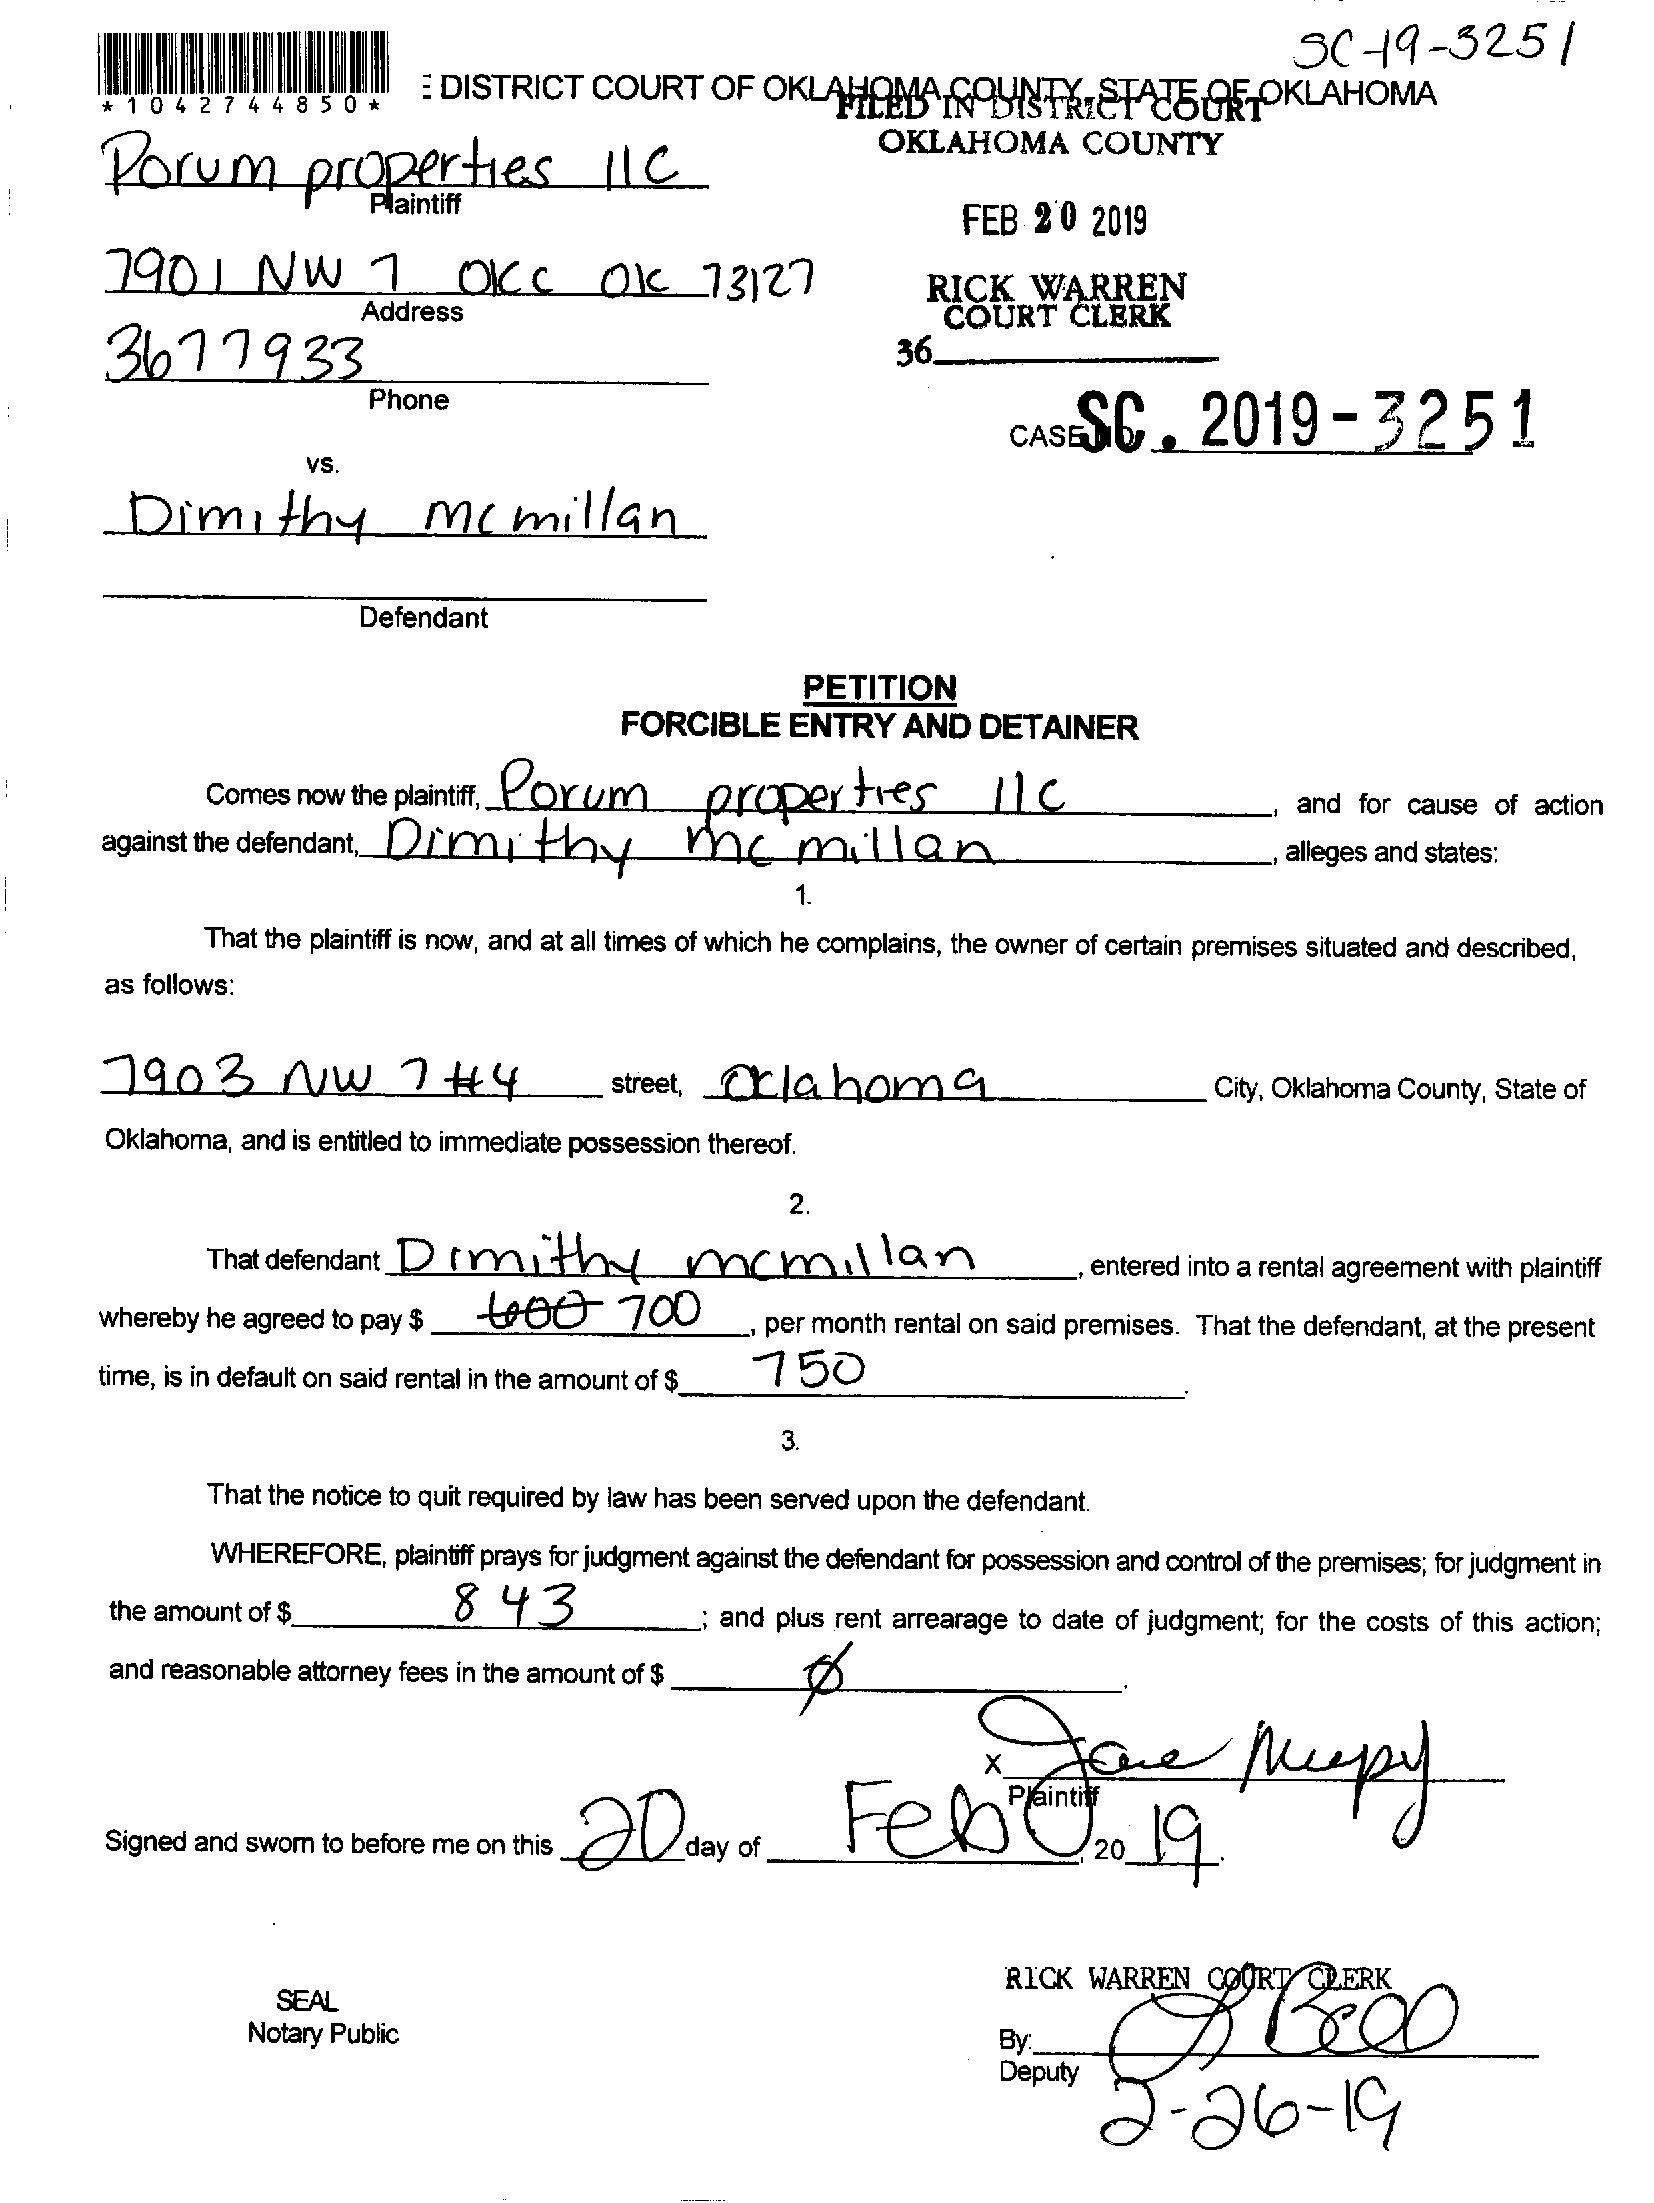 SC-19-3251
*1042744850*
E DISTRICT COURT OF OKLAHOMA COUNTY, STATE OF OKLAHOMA
FILED IN DISTRICT COURT
OKLAHOMA COUNTY
Porum properties llc
Plaintiff
FEB 20 2019
7901 NW 7 OKC OK 73127
Address
RICK WARREN
COURT CLERK
3677933
Phone
36
CASE NO. SC. 2019-3251
vs.
Dimithy mcmillan
Defendant
PETITION
FORCIBLE ENTRY AND DETAINER
Comes now the plaintiff, Porum properties llc, and for cause of action
against the defendant, Dimithy mc millan, alleges and states:
1.
That the plaintiff is now, and at all times of which he complains, the owner of certain premises situated and described,
as follows:
7903 NW 7 #4 street, Oklahoma City, Oklahoma County, State of
Oklahoma, and is entitled to immediate possession thereof.
2.
That defendant Dimithy mcmillan, entered into a rental agreement with plaintiff
whereby he agreed to pay $ 600 700, per month rental on said premises. That the defendant, at the present
time, is in default on said rental in the amount of $ 750.
3.
That the notice to quit required by law has been served upon the defendant.
WHEREFORE, plaintiff prays for judgment against the defendant for possession and control of the premises; for judgment in
the amount of $ 843; and plus rent arrearage to date of judgment; for the costs of this action;
and reasonable attorney fees in the amount of $ Ø.
X Jane
Plaintiff
Signed and sworn to before me on this 20 day of Feb, 20 19.
SEAL
Notary Public
RICK WARREN COURT CLERK
By: Bell
Deputy
2-26-19